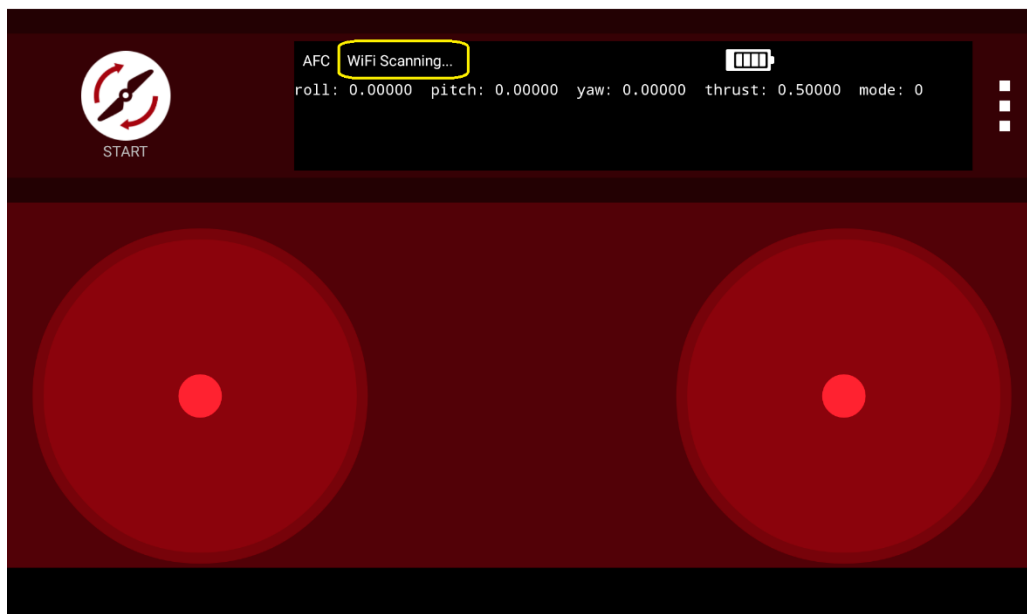 AFC WiFi Scanning...
roll: 0.00000 pitch: 0.00000 yaw: 0.00000 thrust: 0.50000 mode: 0
START